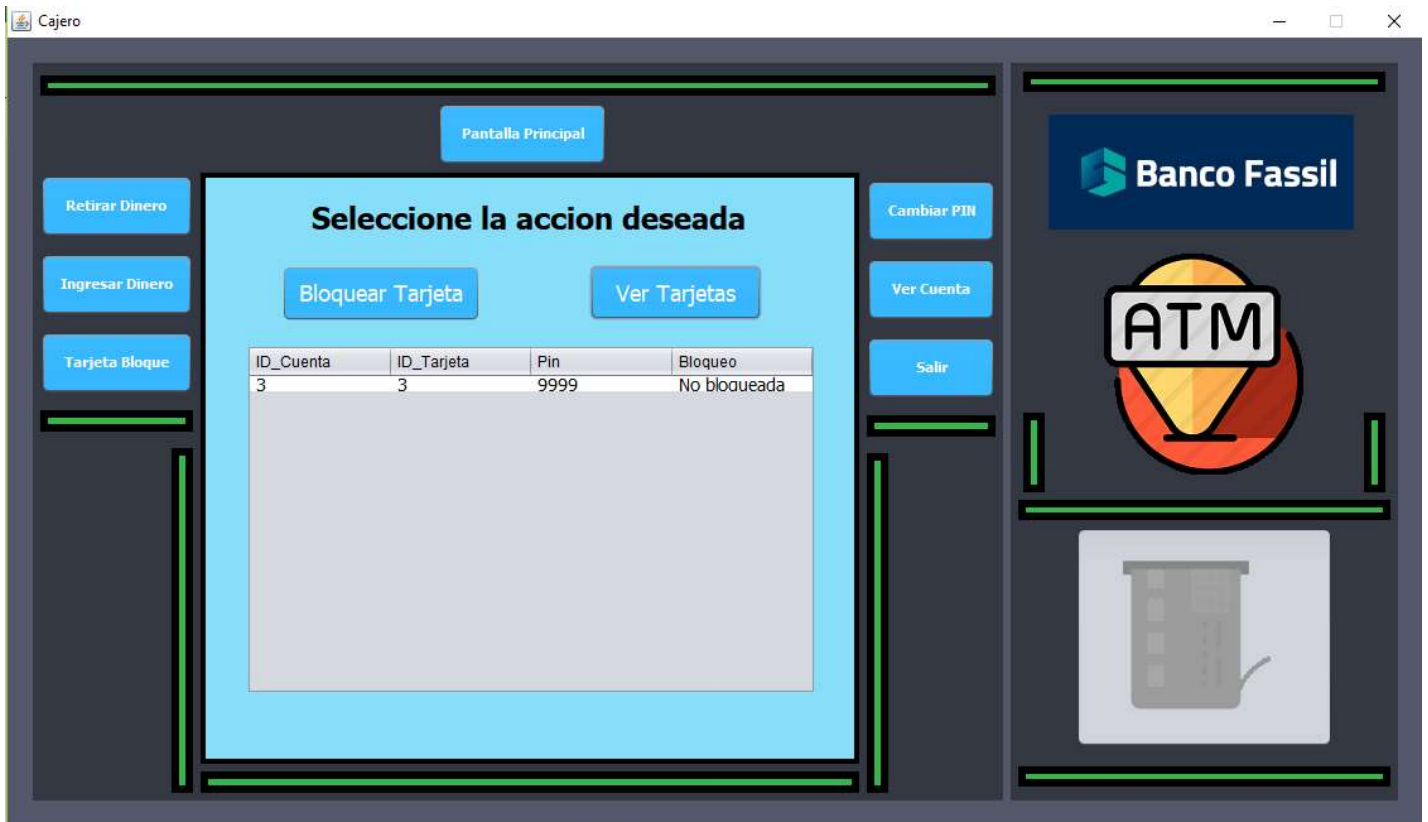 Cajero
Pantalla Principal
Retirar Dinero
Ingresar Dinero
Tarjeta Bloque
Seleccione la accion deseada
Bloquear Tarjeta Ver Tarjetas
ID_Cuenta ID_Tarjeta Pin Bloqueo
3 3 9999 No bloqueada
Cambiar PIN
Ver Cuenta
Salir
Banco Fassil
ATM